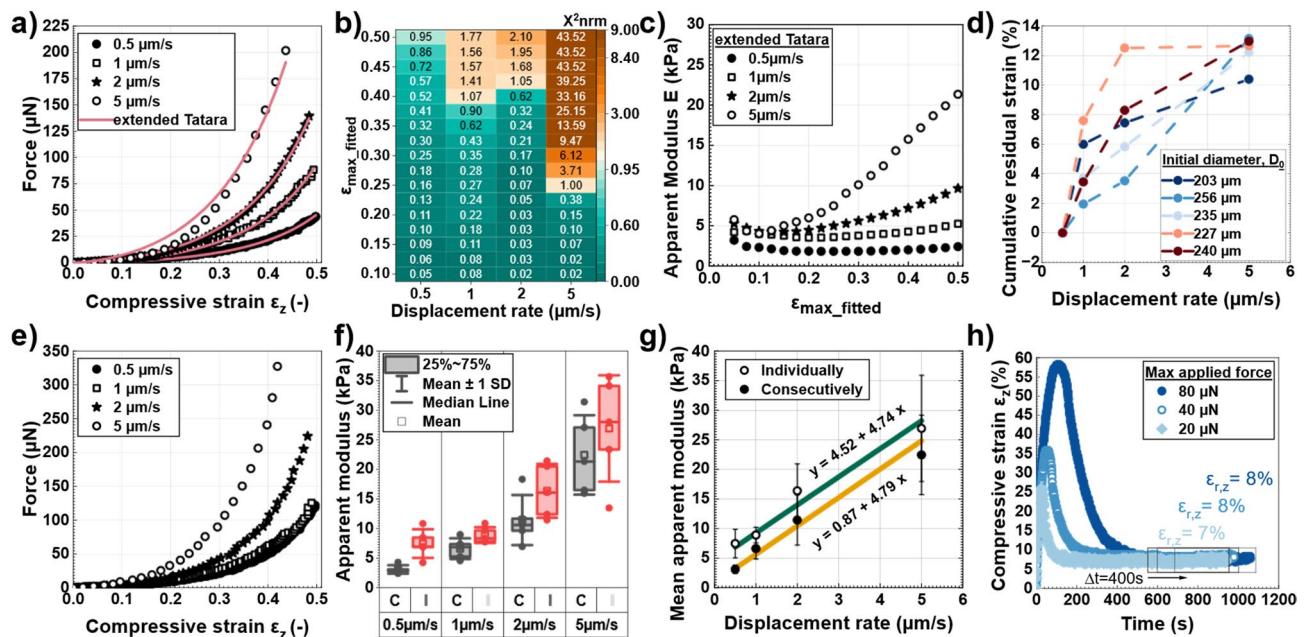 a)
225
200
175
150
125
100
75
50
25
0
Force (µN)
0.5 µm/s
1 µm/s
2 µm/s
5 µm/s
extended Tatara
0.0 0.1 0.2 0.3 0.4 0.5
Compressive strain ε_z (-)
b)
X²nrm
ε_max_fitted
0.50 0.95 1.77 2.10 43.52
0.86 1.56 1.95 43.52
0.72 1.57 1.68 43.52
0.57 1.41 1.05 39.25
0.40 0.52 1.07 0.62 33.16
0.41 0.90 0.32 25.15
0.32 0.62 0.24 13.59
0.30 0.43 0.21 9.47
0.30 0.25 0.35 0.17 6.12
0.18 0.28 0.10 3.71
0.16 0.27 0.07 1.00
0.20 0.13 0.24 0.05 0.38
0.11 0.22 0.03 0.15
0.10 0.18 0.03 0.10
0.09 0.11 0.03 0.07
0.06 0.08 0.03 0.02
0.10 0.05 0.08 0.02 0.02
0.5 1 2 5
Displacement rate (µm/s)
9.00
8.40
3.00
0.95
0.60
0.00
c)
30
25
20
15
10
5
0
Apparent Modulus E (kPa)
extended Tatara
0.5µm/s
1µm/s
2µm/s
5µm/s
0.0 0.1 0.2 0.3 0.4 0.5
ε_max_fitted
d)
14
12
10
8
6
4
2
0
−2
Cumulative residual strain (%)
Initial diameter, D₀
203 µm
256 µm
235 µm
227 µm
240 µm
0 1 2 3 4 5 6
Displacement rate (µm/s)
e)
350
300
250
200
150
100
50
0
Force (µN)
0.5 µm/s
1 µm/s
2 µm/s
5 µm/s
0.0 0.1 0.2 0.3 0.4 0.5
Compressive strain ε_z (-)
f)
40
35
30
25
20
15
10
5
0
Apparent modulus (kPa)
25%~75%
Mean ± 1 SD
Median Line
Mean
C I C I C I C I
0.5µm/s 1µm/s 2µm/s 5µm/s
g)
40
35
30
25
20
15
10
5
0
Mean apparent modulus (kPa)
Individually
Consecutively
y = 4.52 + 4.74 x
y = 0.87 + 4.79 x
0 1 2 3 4 5 6
Displacement rate (µm/s)
h)
60
55
50
45
40
35
30
25
20
15
10
5
0
Compressive strain ε_z(%)
Max applied force
80 µN
40 µN
20 µN
ε_r,z= 8%
ε_r,z= 8%
ε_r,z= 7%
Δt=400s
0 200 400 600 800 1000 1200
Time (s)